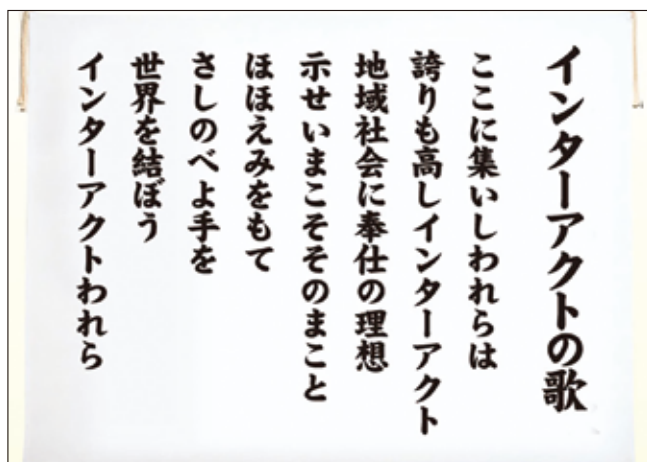 インターアクトの歌
ここに集いしわれらは
誇りも高しインターアクト
地域社会に奉仕の理想
示せいまこそそのまこと
ほほえみをもて
さしのべよ手を
世界を結ぼう
インターアクトわれら